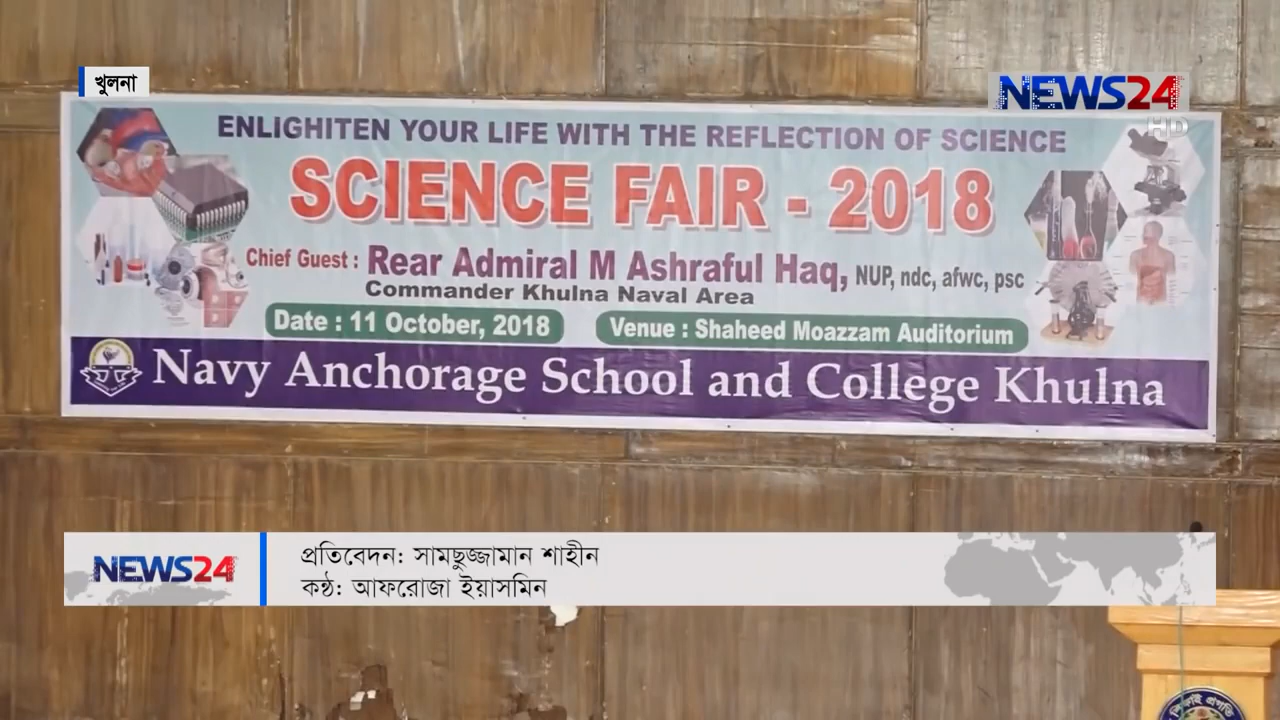 খুলনা
NEWS24
HD
ENLIGHITEN YOUR LIFE WITH THE REFLECTION OF SCIENCE
SCIENCE FAIR - 2018
Chief Guest : Rear Admiral M Ashraful Haq, NUP, ndc, afwc, psc
Commander Khulna Naval Area
Date : 11 October, 2018 Venue : Shaheed Moazzam Auditorium
Navy Anchorage School and College Khulna
NEWS24
প্রতিবেদন: সামছুজ্জামান শাহীন
কন্ঠ: আফরোজা ইয়াসমিন